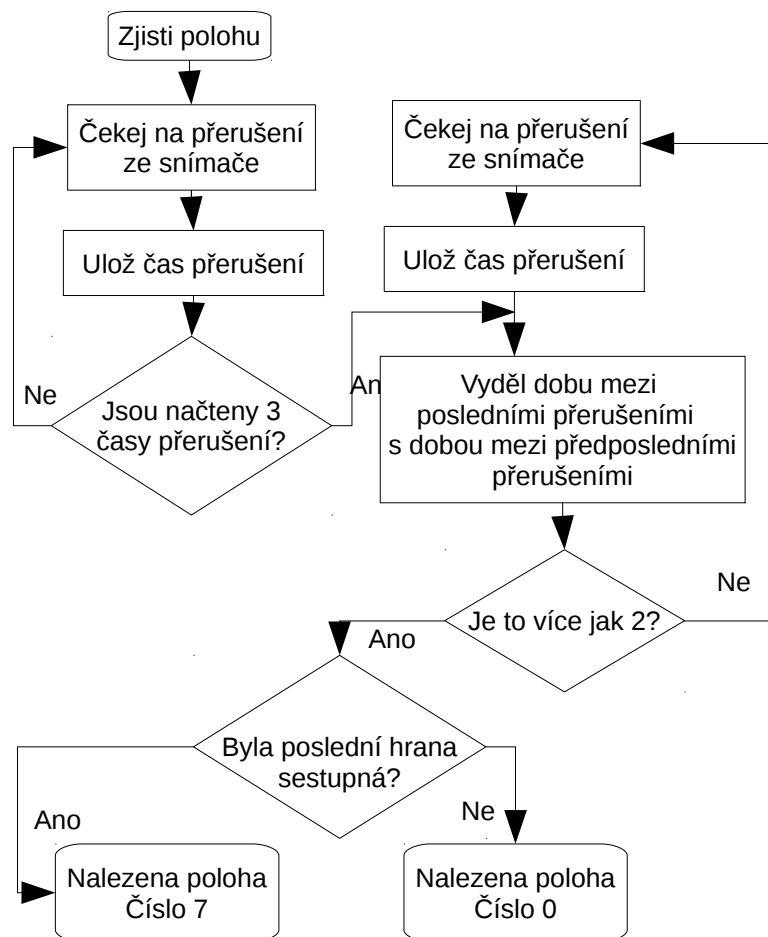 Zjisti polohu
Čekej na přerušení
ze snímače
Ulož čas přerušení
Ne
Jsou načteny 3
časy přerušení?
An
Čekej na přerušení
ze snímače
Ulož čas přerušení
Vyděl dobu mezi
posledními přerušeními
s dobou mezi předposledními
přerušeními
Je to více jak 2?
Ne
Ano
Byla poslední hrana
sestupná?
Ano
Ne
Nalezena poloha
Číslo 7
Nalezena poloha
Číslo 0